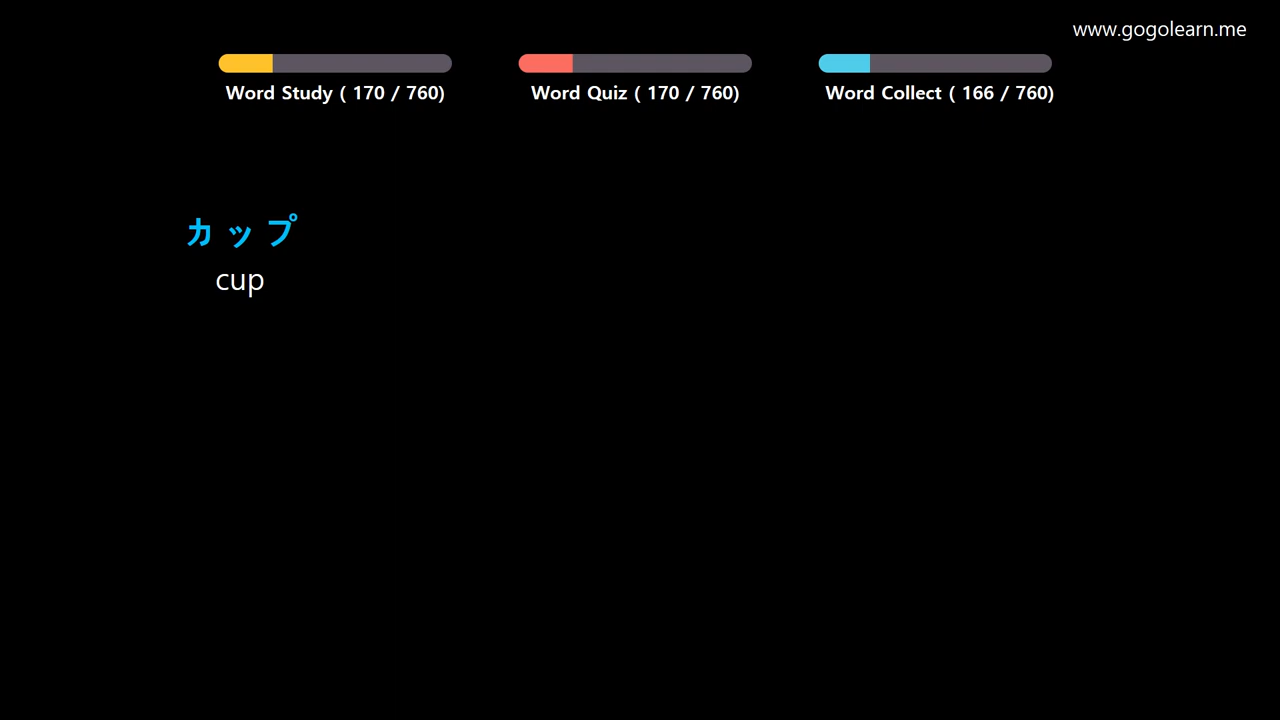 www.gogolearn.me
Word Study ( 170 / 760)
Word Quiz ( 170 / 760)
Word Collect ( 166 / 760)
カップ
cup